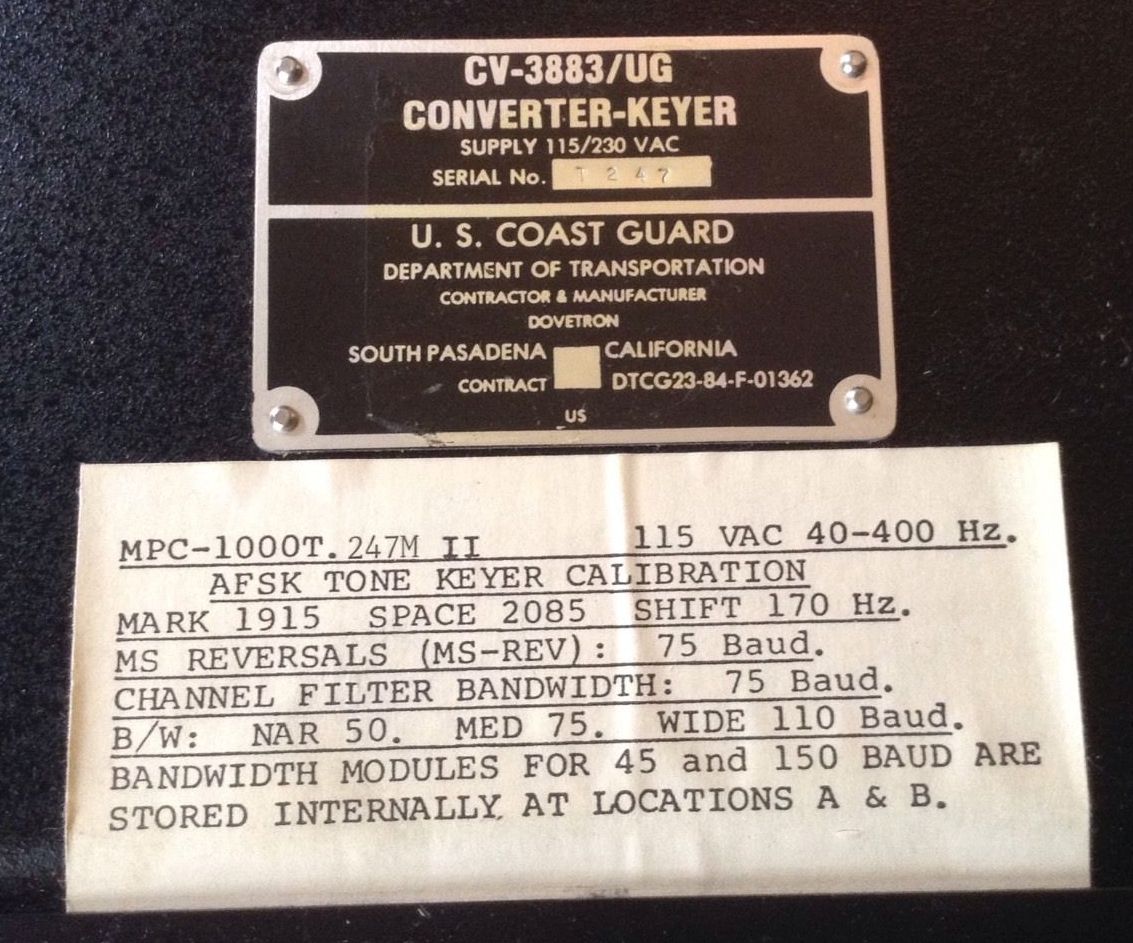 CV-3883/UG
CONVERTER-KEYER
SUPPLY 115/230 VAC
SERIAL No. T 247
U. S. COAST GUARD
DEPARTMENT OF TRANSPORTATION
CONTRACTOR & MANUFACTURER
DOVETRON
SOUTH PASADENA CALIFORNIA
CONTRACT DTCG23-84-F-01362
US
MPC-1000T.247M II 115 VAC 40-400 Hz.
AFSK TONE KEYER CALIBRATION
MARK 1915 SPACE 2085 SHIFT 170 Hz.
MS REVERSALS (MS-REV): 75 Baud.
CHANNEL FILTER BANDWIDTH: 75 Baud.
B/W: NAR 50. MED 75. WIDE 110 Baud.
BANDWIDTH MODULES FOR 45 and 150 BAUD ARE
STORED INTERNALLY AT LOCATIONS A & B.